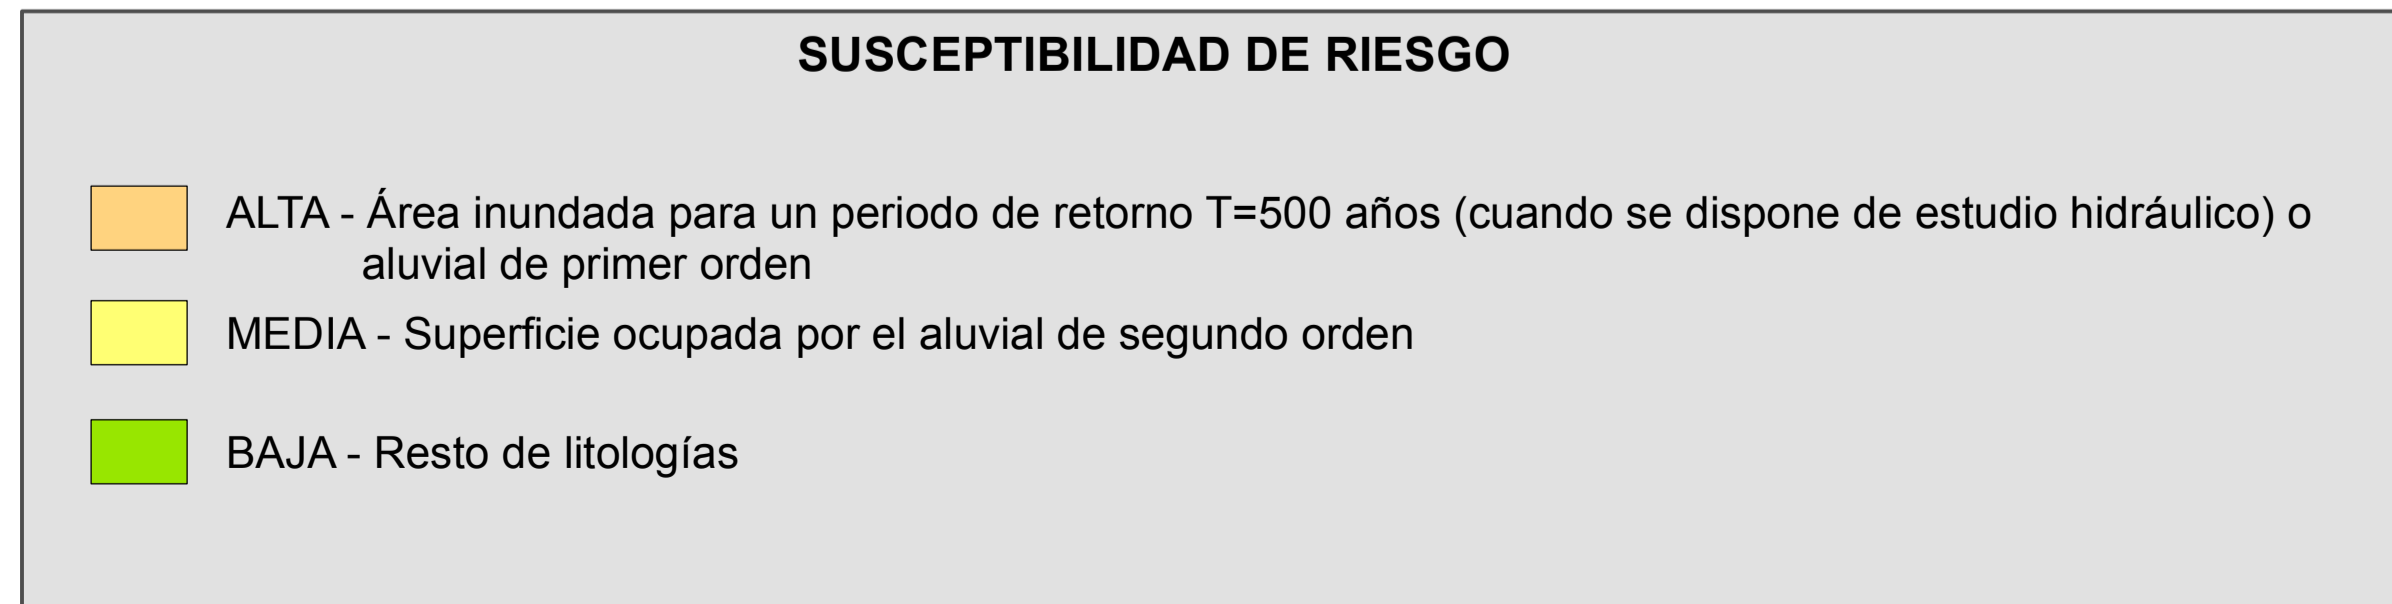 SUSCEPTIBILIDAD DE RIESGO
ALTA - Área inundada para un periodo de retorno T=500 años (cuando se dispone de estudio hidráulico) o
aluvial de primer orden
MEDIA - Superficie ocupada por el aluvial de segundo orden
BAJA - Resto de litologías